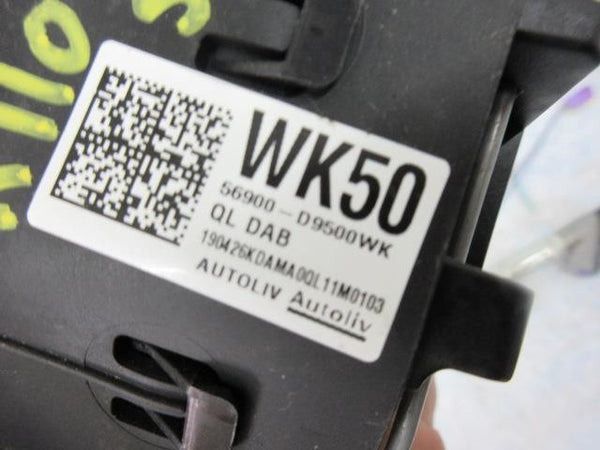 WK50
56900-D9500WK
QL DAB
190426KDAMA0QL11M0103
AUTOLIV Autoliv